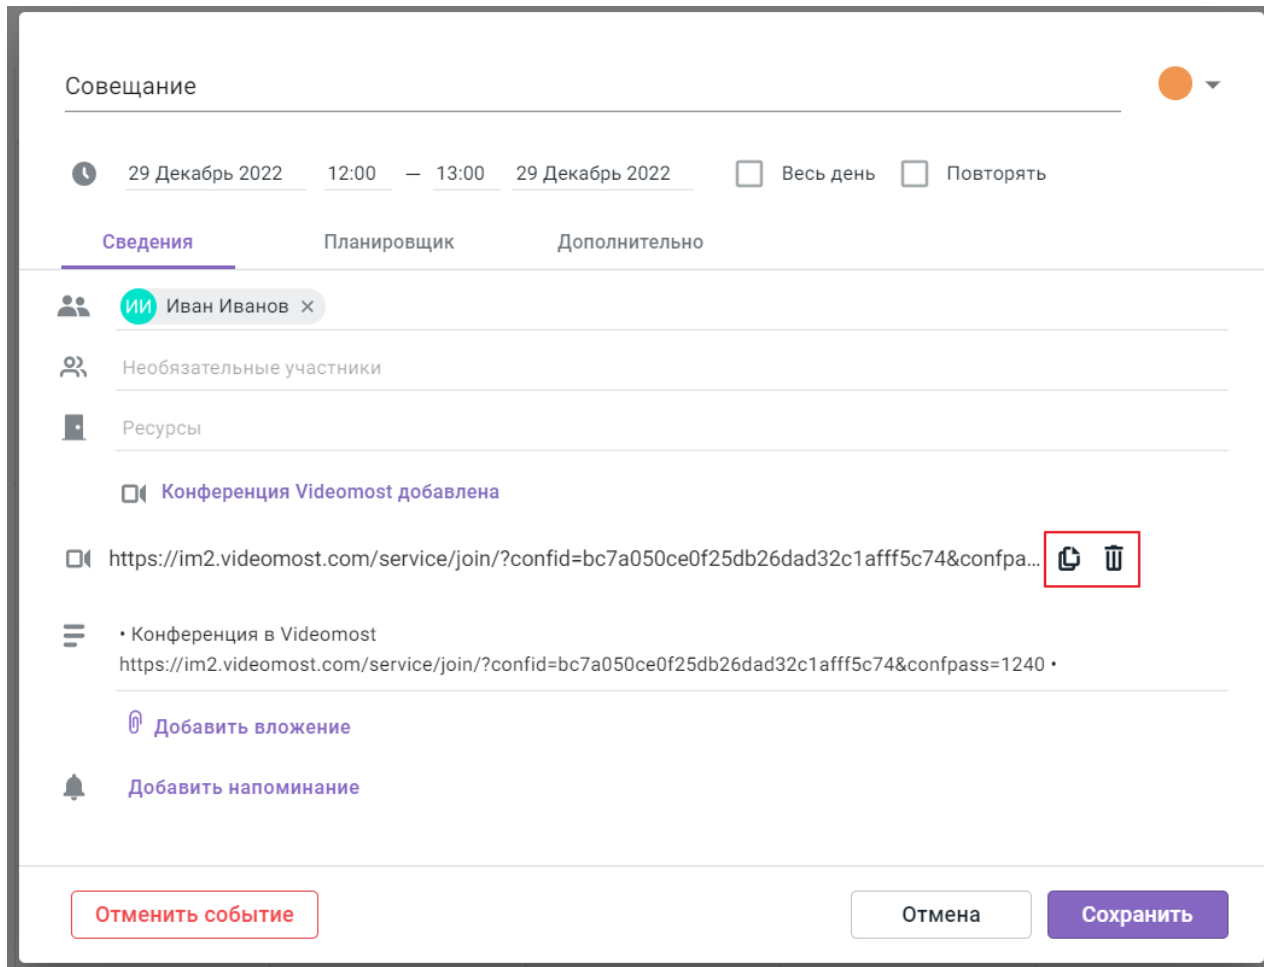 Совещание
29 Декабрь 2022 12:00 — 13:00 29 Декабрь 2022 Весь день Повторять
Сведения Планировщик Дополнительно
ИИ Иван Иванов
Необязательные участники
Ресурсы
Конференция Videomost добавлена
https://im2.videomost.com/service/join/?confid=bc7a050ce0f25db26dad32c1afff5c74&confpa...
• Конференция в Videomost
https://im2.videomost.com/service/join/?confid=bc7a050ce0f25db26dad32c1afff5c74&confpass=1240 •
Добавить вложение
Добавить напоминание
Отменить событие Отмена Сохранить